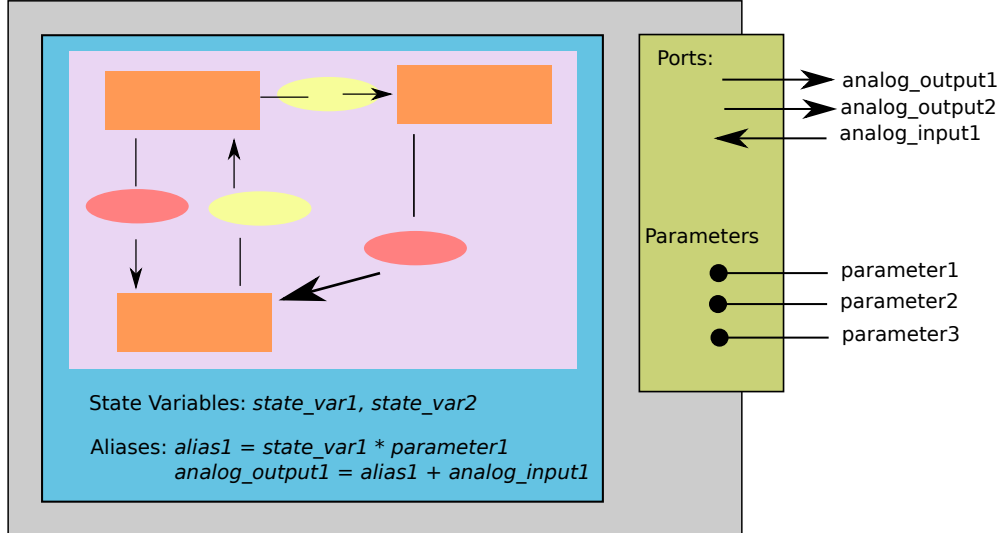 Ports:
analog_output1
analog_output2
analog_input1
Parameters
parameter1
parameter2
parameter3
State Variables: state_var1, state_var2
Aliases: alias1 = state_var1 * parameter1
analog_output1 = alias1 + analog_input1